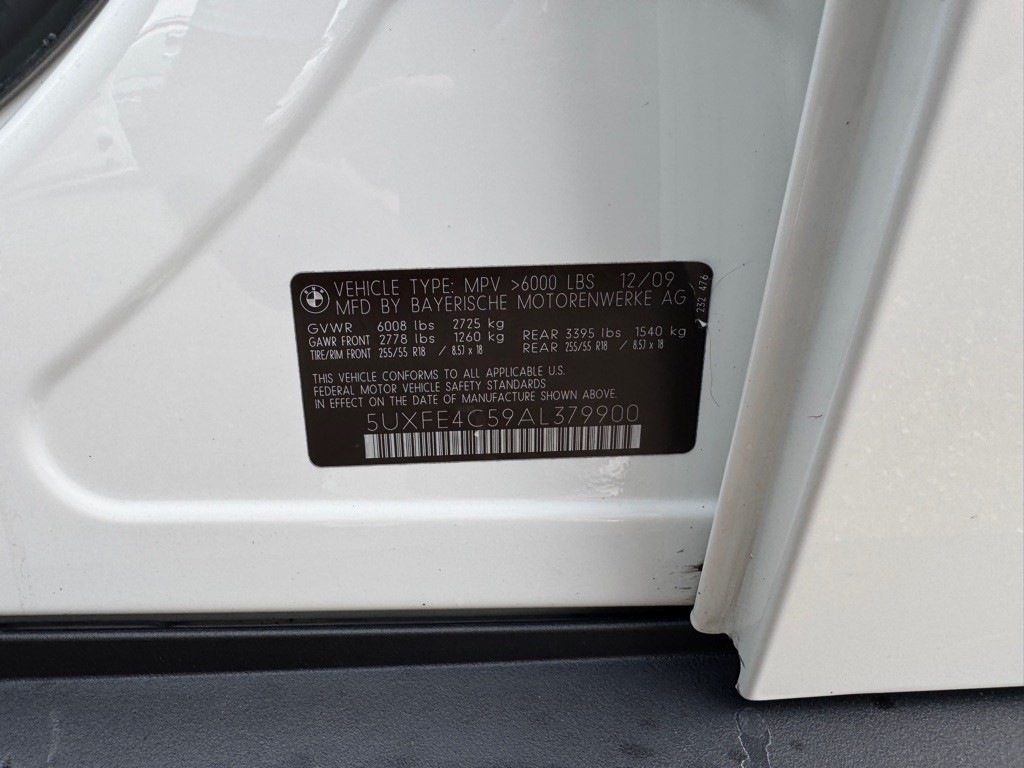 VEHICLE TYPE: MPV >6000 LBS 12/09
MFD BY BAYERISCHE MOTORENWERKE AG
GVWR 6008 lbs 2725 kg
GAWR FRONT 2778 lbs 1260 kg REAR 3395 lbs 1540 kg
TIRE/RIM FRONT 255/55 R18 / 8.5J x 18 REAR 255/55 R18 / 8.5J x 18
THIS VEHICLE CONFORMS TO ALL APPLICABLE U.S.
FEDERAL MOTOR VEHICLE SAFETY STANDARDS
IN EFFECT ON THE DATE OF MANUFACTURE SHOWN ABOVE.
5UXFE4C59AL379900
232 476